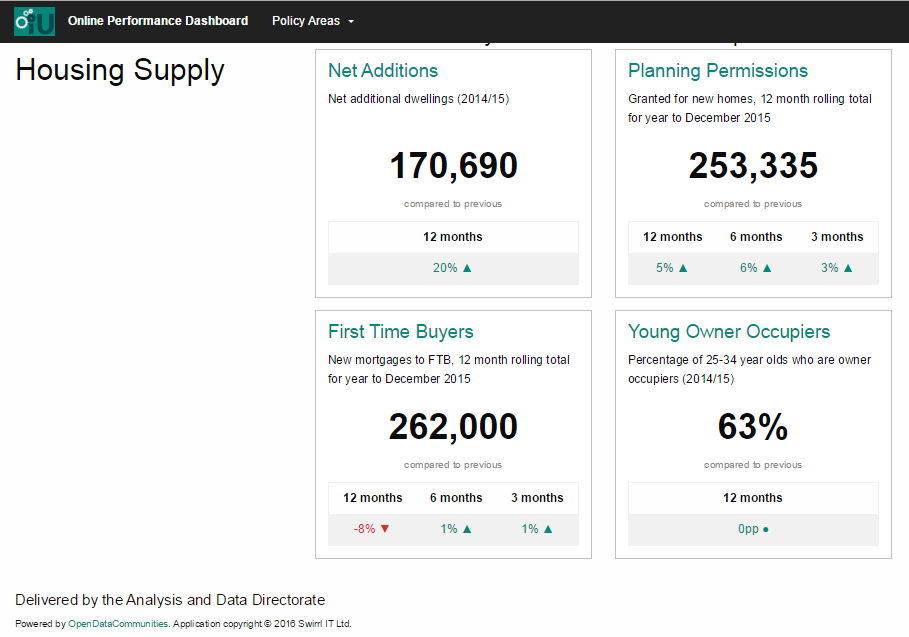 iU Online Performance Dashboard Policy Areas
Housing Supply
Net Additions
Net additional dwellings (2014/15)
170,690
compared to previous
12 months
20% ▲
Planning Permissions
Granted for new homes, 12 month rolling total
for year to December 2015
253,335
compared to previous
12 months 6 months 3 months
5% ▲ 6% ▲ 3% ▲
First Time Buyers
New mortgages to FTB, 12 month rolling total
for year to December 2015
262,000
compared to previous
12 months 6 months 3 months
-8% ▼ 1% ▲ 1% ▲
Young Owner Occupiers
Percentage of 25-34 year olds who are owner
occupiers (2014/15)
63%
compared to previous
12 months
0pp ●
Delivered by the Analysis and Data Directorate
Powered by OpenDataCommunities. Application copyright © 2016 Swirrl IT Ltd.